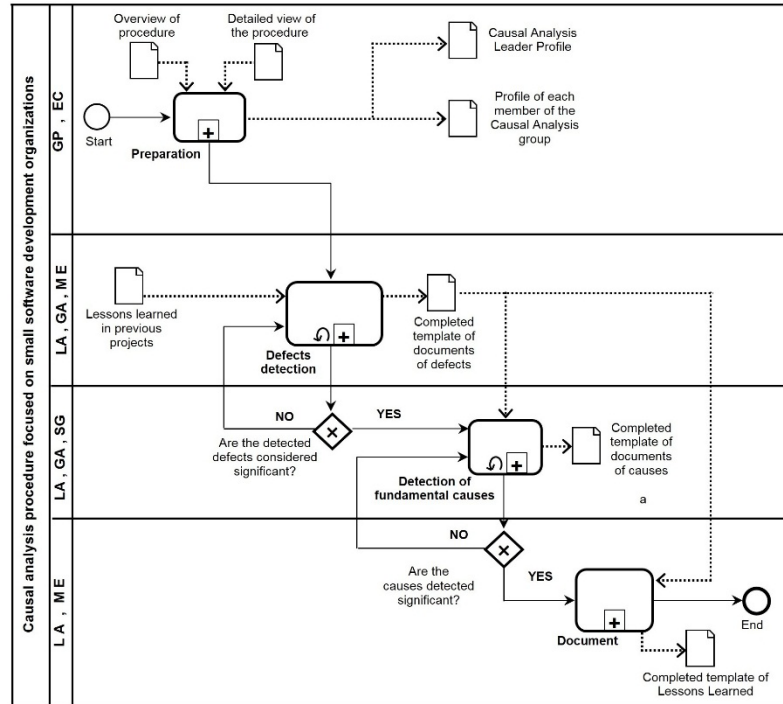 Causal analysis procedure focused on small software development organizations
GP , EC
Overview of
procedure
Detailed view of
the procedure
Causal Analysis
Leader Profile
Start
Profile of each
member of the
Causal Analysis
group
Preparation
LA , GA , M E
Lessons learned
in previous
projects
Completed
template of
documents
of defects
Defects
detection
LA , GA , SG
NO
YES
Are the detected
defects considered
significant?
Completed
template of
documents
of causes
Detection of
fundamental causes
a
L A , M E
NO
Are the
causes detected
significant?
YES
End
Document
Completed template of
Lessons Learned